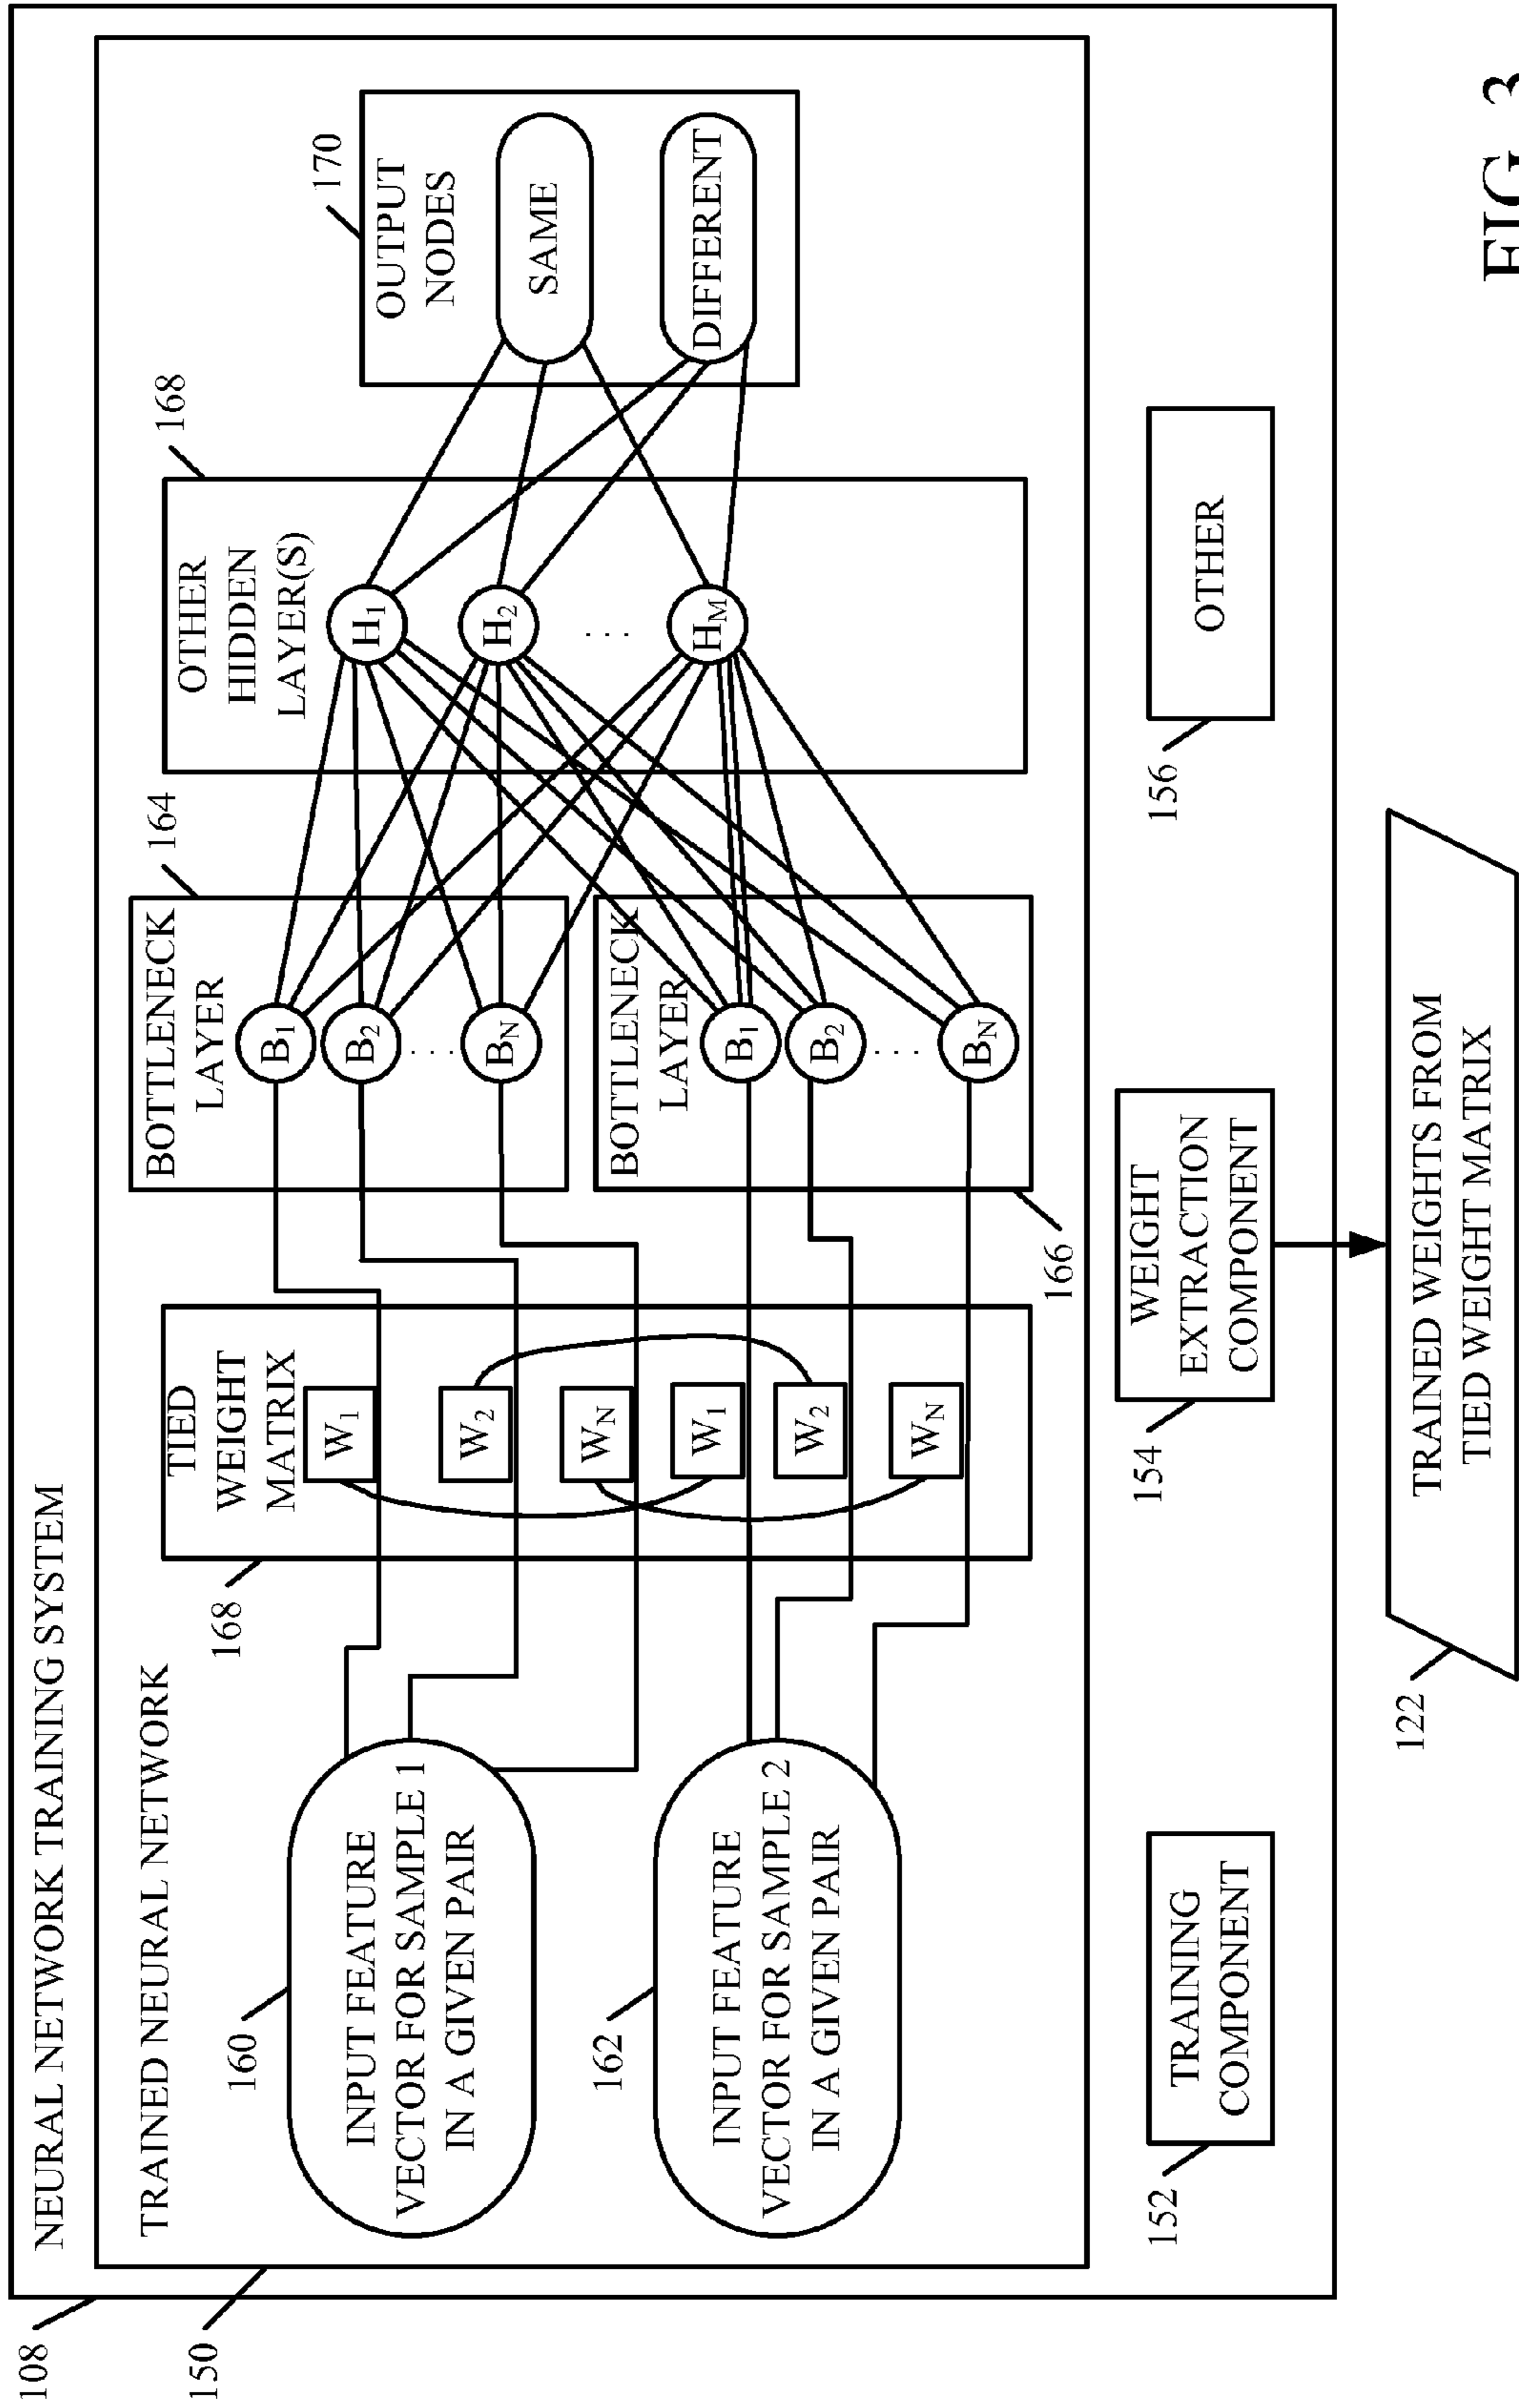 108
NEURAL NETWORK TRAINING SYSTEM
150
TRAINED NEURAL NETWORK
160
INPUT FEATURE
VECTOR FOR SAMPLE 1
IN A GIVEN PAIR
162
INPUT FEATURE
VECTOR FOR SAMPLE 2
IN A GIVEN PAIR
168
TIED
WEIGHT
MATRIX
W1
W2
WN
W1
W2
WN
164
BOTTLENECK
LAYER
B1
B2
...
BN
166
BOTTLENECK
LAYER
B1
B2
...
BN
168
OTHER
HIDDEN
LAYER(S)
H1
H2
...
HM
170
OUTPUT
NODES
SAME
DIFFERENT
152
TRAINING
COMPONENT
154
WEIGHT
EXTRACTION
COMPONENT
156
OTHER
122
TRAINED WEIGHTS FROM
TIED WEIGHT MATRIX
FIG. 3